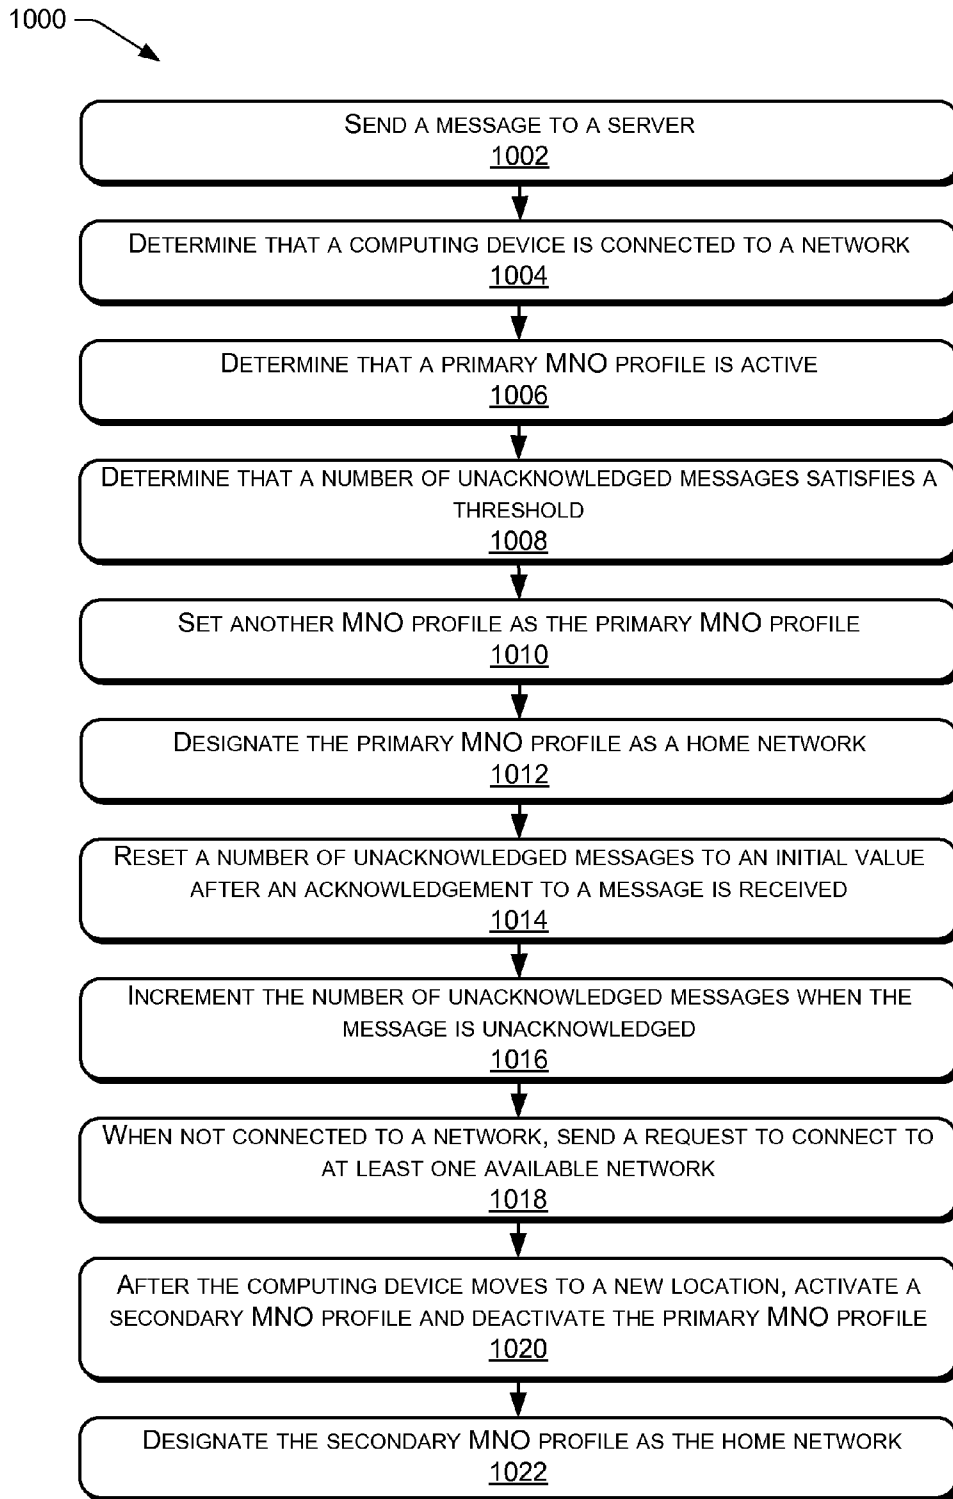 1000
SEND A MESSAGE TO A SERVER
1002
DETERMINE THAT A COMPUTING DEVICE IS CONNECTED TO A NETWORK
1004
DETERMINE THAT A PRIMARY MNO PROFILE IS ACTIVE
1006
DETERMINE THAT A NUMBER OF UNACKNOWLEDGED MESSAGES SATISFIES A
THRESHOLD
1008
SET ANOTHER MNO PROFILE AS THE PRIMARY MNO PROFILE
1010
DESIGNATE THE PRIMARY MNO PROFILE AS A HOME NETWORK
1012
RESET A NUMBER OF UNACKNOWLEDGED MESSAGES TO AN INITIAL VALUE
AFTER AN ACKNOWLEDGEMENT TO A MESSAGE IS RECEIVED
1014
INCREMENT THE NUMBER OF UNACKNOWLEDGED MESSAGES WHEN THE
MESSAGE IS UNACKNOWLEDGED
1016
WHEN NOT CONNECTED TO A NETWORK, SEND A REQUEST TO CONNECT TO
AT LEAST ONE AVAILABLE NETWORK
1018
AFTER THE COMPUTING DEVICE MOVES TO A NEW LOCATION, ACTIVATE A
SECONDARY MNO PROFILE AND DEACTIVATE THE PRIMARY MNO PROFILE
1020
DESIGNATE THE SECONDARY MNO PROFILE AS THE HOME NETWORK
1022